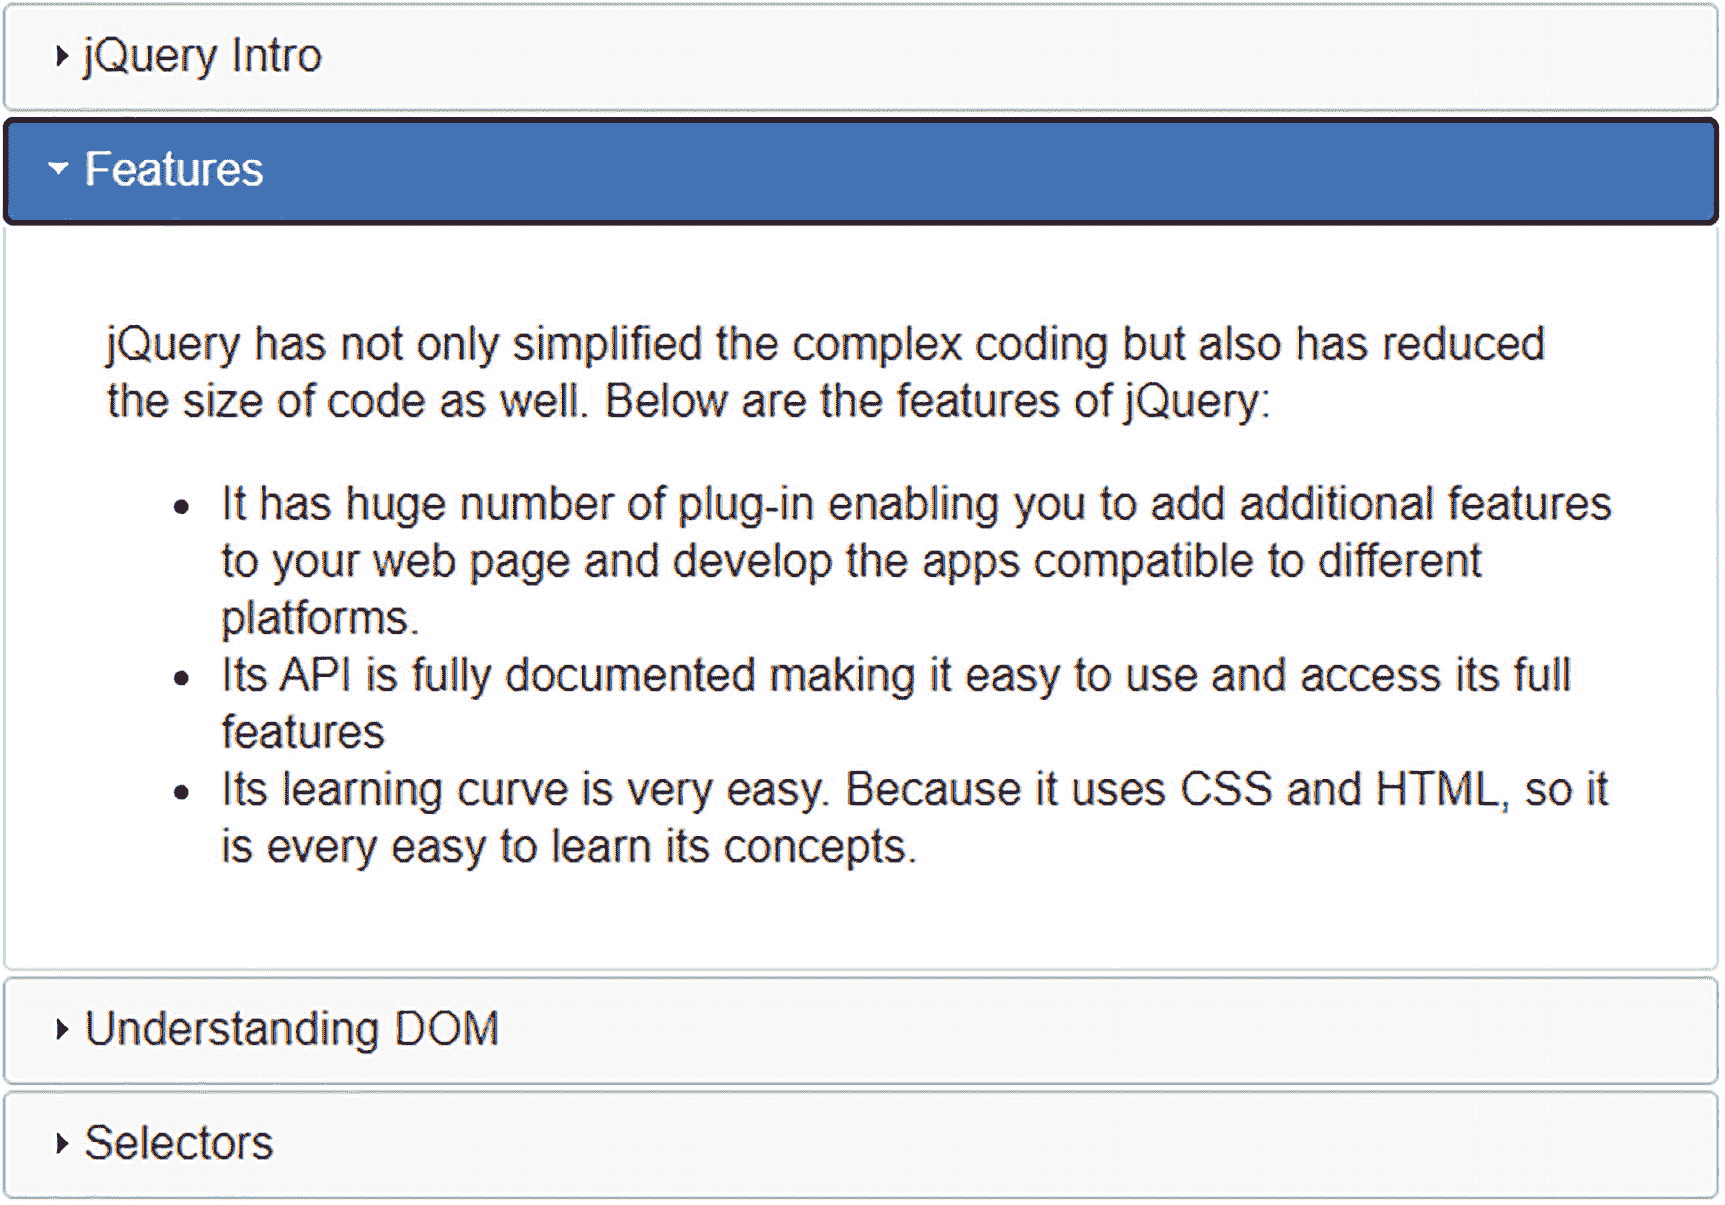 jQuery Intro
Features
jQuery has not only simplified the complex coding but also has reduced
the size of code as well. Below are the features of jQuery:
It has huge number of plug-in enabling you to add additional features
to your web page and develop the apps compatible to different
platforms.
Its API is fully documented making it easy to use and access its full
features
Its learning curve is very easy. Because it uses CSS and HTML, so it
is every easy to learn its concepts.
Understanding DOM
Selectors